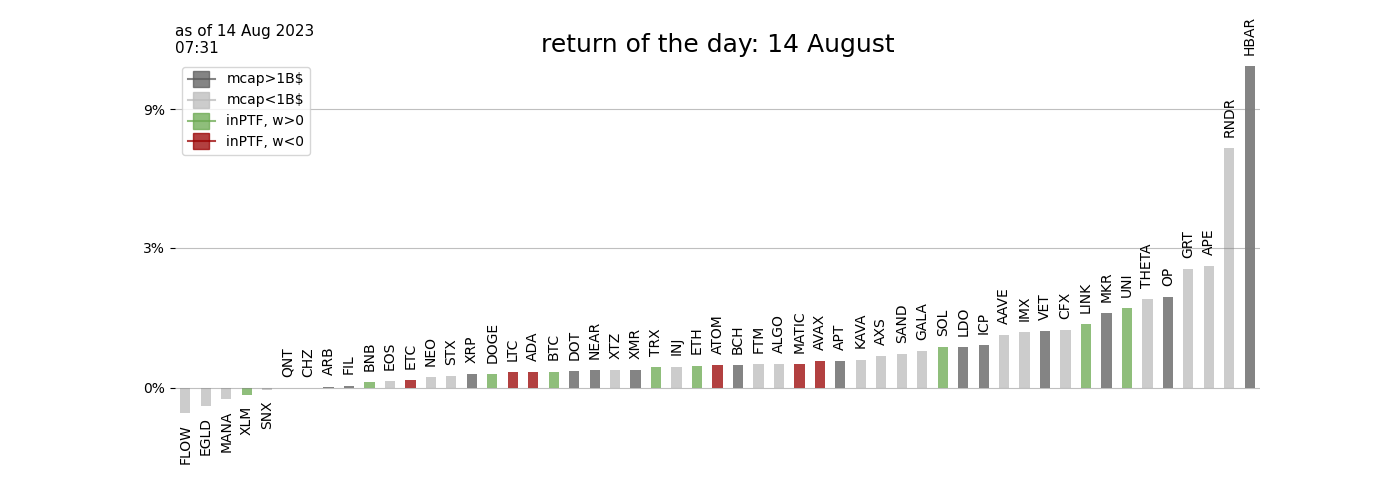 as of 14 Aug 2023
07:31
return of the day: 14 August
mcap>1B$
mcap<1B$
inPTF, w>0
inPTF, w<0
9%
3%
0%
FLOW
EGLD
MANA
XLM
SNX
QNT
CHZ
ARB
FIL
BNB
EOS
ETC
NEO
STX
XRP
DOGE
LTC
ADA
BTC
DOT
NEAR
XTZ
XMR
TRX
INJ
ETH
ATOM
BCH
FTM
ALGO
MATIC
AVAX
APT
KAVA
AXS
SAND
GALA
SOL
LDO
ICP
AAVE
IMX
VET
CFX
LINK
MKR
UNI
THETA
OP
GRT
APE
RNDR
HBAR